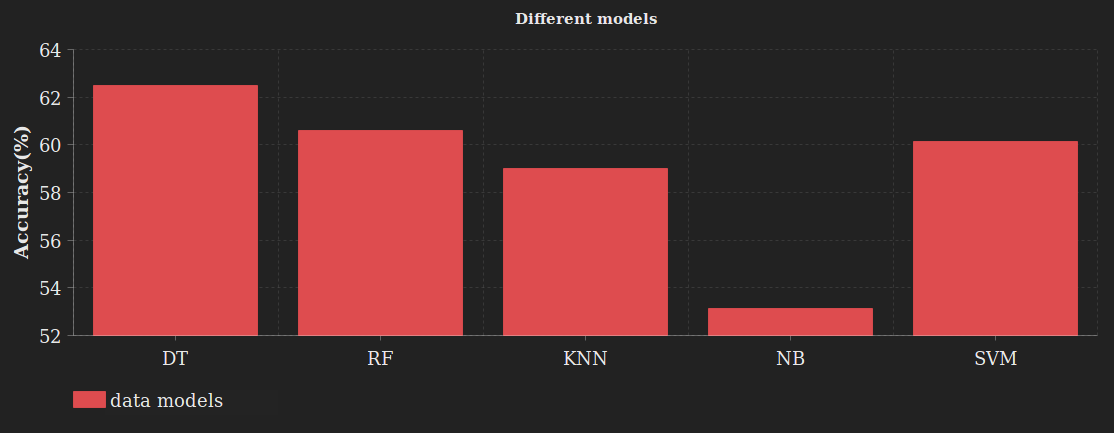 Different models
Accuracy(%)
64
62
60
58
56
54
52
DT RF KNN NB SVM
data models